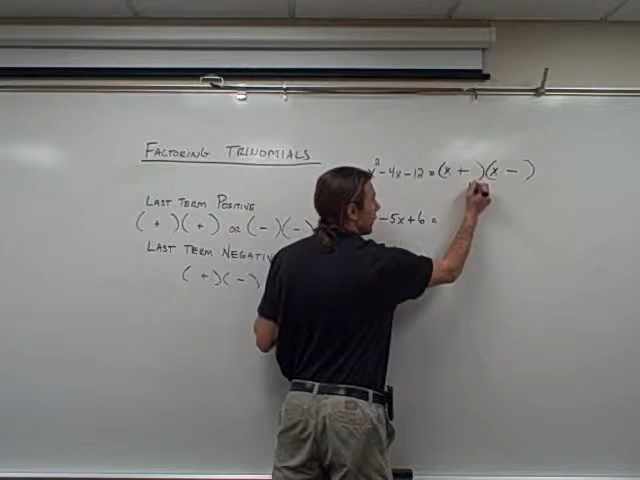 FACTORING TRINOMIALS
x² - 4x - 12 = (x +  )(x -  )
LAST TERM POSITIVE
( + )( + ) or ( - )( - )
- 5x + 6 =
LAST TERM NEGATIV
( + )( - )